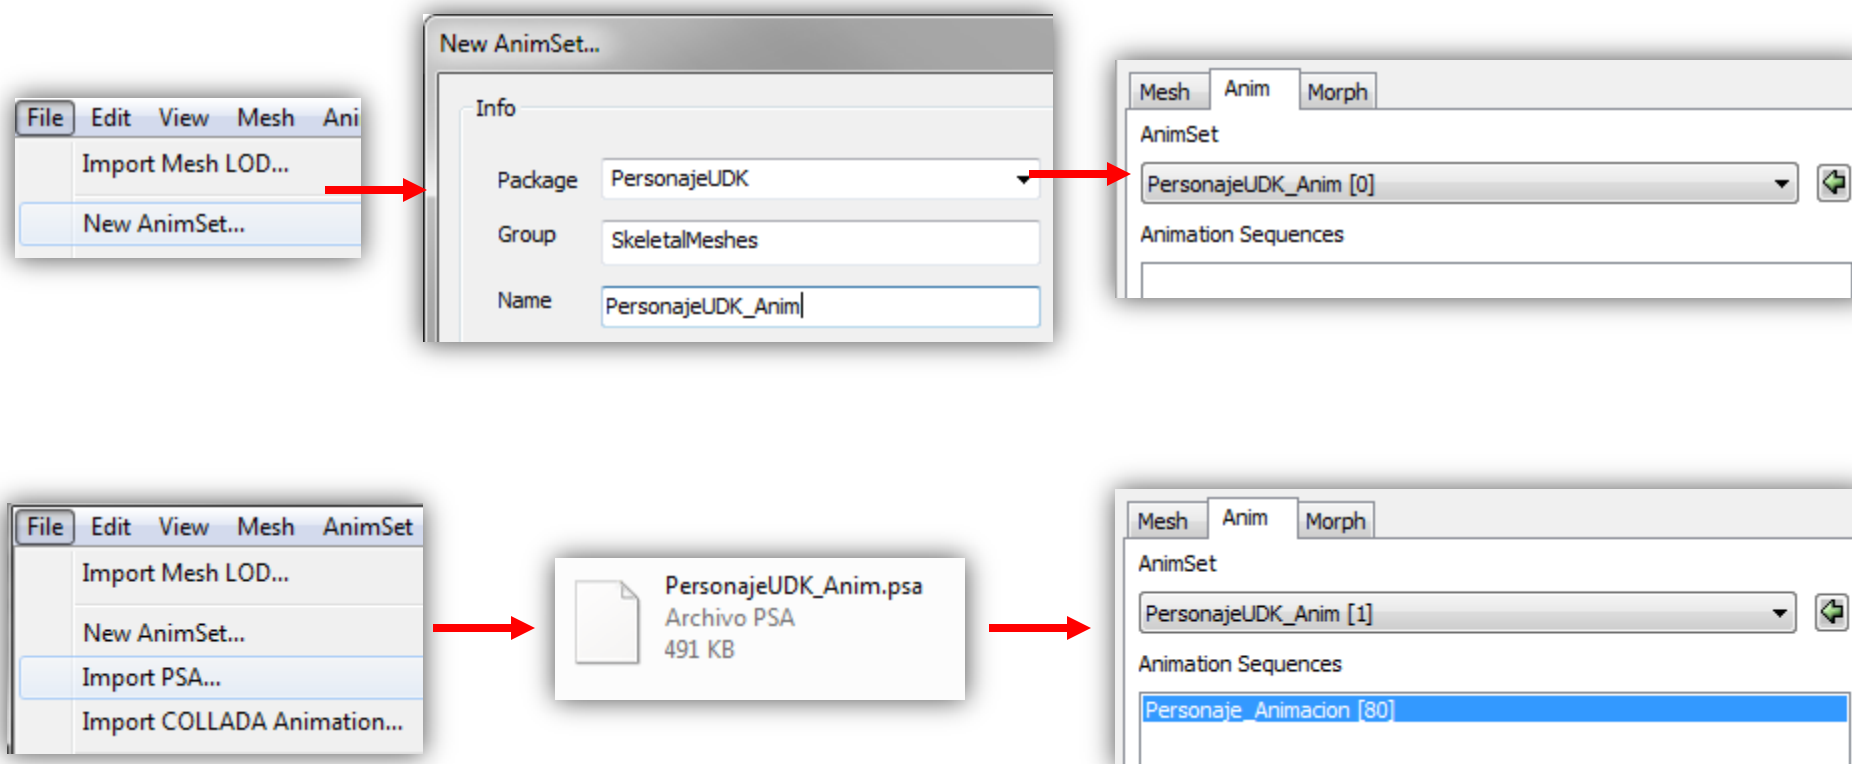 File Edit View Mesh Ani
Import Mesh LOD...
New AnimSet...
New AnimSet...
Info
Package PersonajeUDK
Group SkeletalMeshes
Name PersonajeUDK_Anim
Mesh Anim Morph
AnimSet
PersonajeUDK_Anim [0]
Animation Sequences
File Edit View Mesh AnimSet
Import Mesh LOD...
New AnimSet...
Import PSA...
Import COLLADA Animation...
PersonajeUDK_Anim.psa
Archivo PSA
491 KB
Mesh Anim Morph
AnimSet
PersonajeUDK_Anim [1]
Animation Sequences
Personaje_Animacion [80]